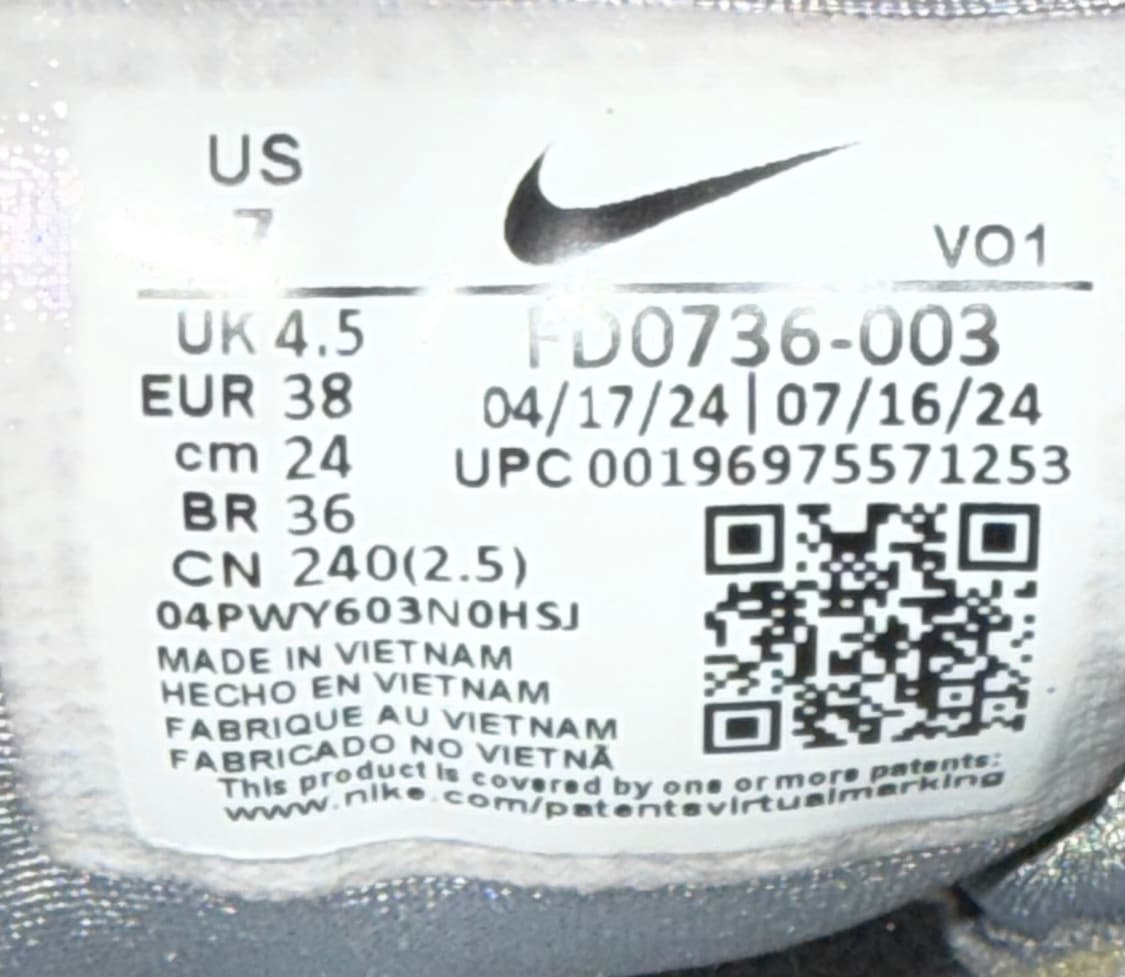 US
7
VO1
UK 4.5
EUR 38
cm 24
BR 36
CN 240(2.5)
FD0736-003
04/17/24 | 07/16/24
UPC 00196975571253
04PWY603N0HSJ
MADE IN VIETNAM
HECHO EN VIETNAM
FABRIQUE AU VIETNAM
FABRICADO NO VIETNÃ
This product is covered by one or more patents:
www.nike.com/patentsvirtualmarking